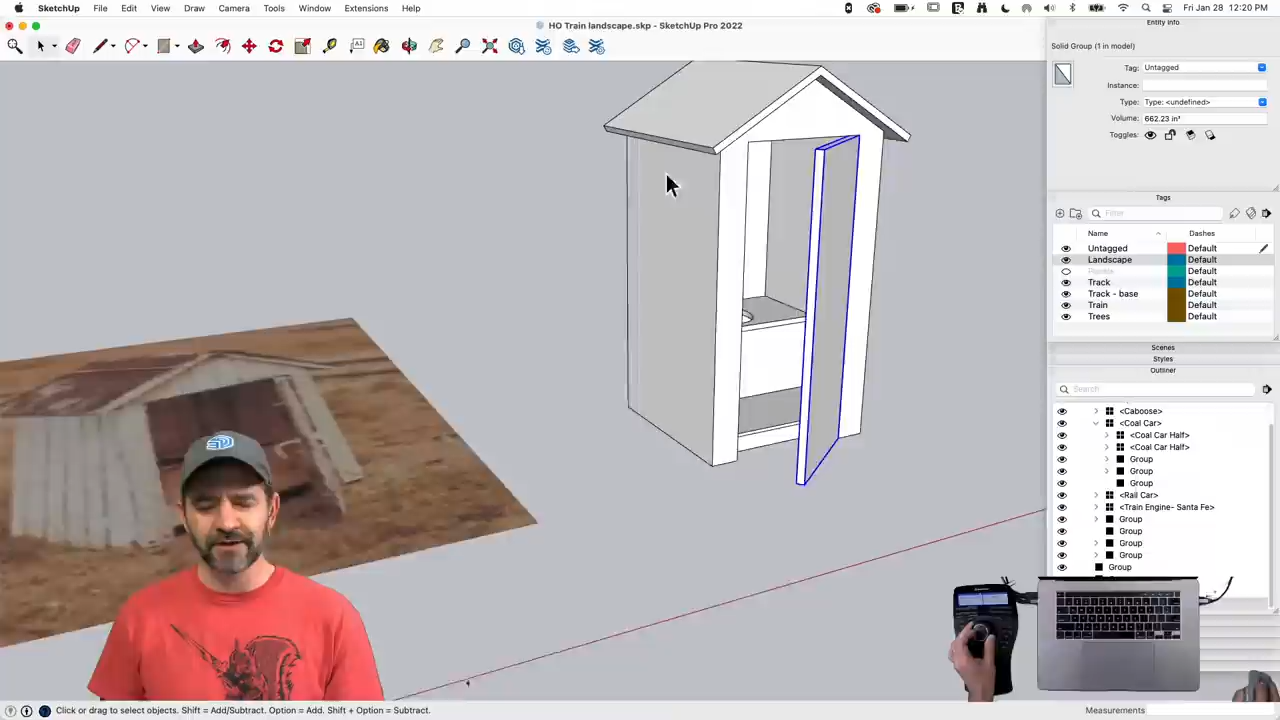 SketchUp File Edit View Camera Tools Window Extensions Help
Fri Jan 28 12:20 PM
HO Train landscape.skp - SketchUp Pro 2022
Entity Info
Solid Group (1 in model)
Tag: Untagged
Instance:
Type: Type: <undefined>
Volume: 662.23 in³
Toggles:
Tags
Filter
Name Dashes
Untagged Default
Landscape Default
Default
Track Default
Track - base Default
Train Default
Trees Default
Scenes
Styles
Outliner
Search
<Caboose>
<Coal Car>
<Coal Car Half>
<Coal Car Half>
Group
Group
Group
<Rail Car>
<Train Engine- Santa Fe>
Group
Group
Group
Group
Group
Click or drag to select objects. Shift = Add/Subtract. Option = Add. Shift + Option = Subtract.
Measurements